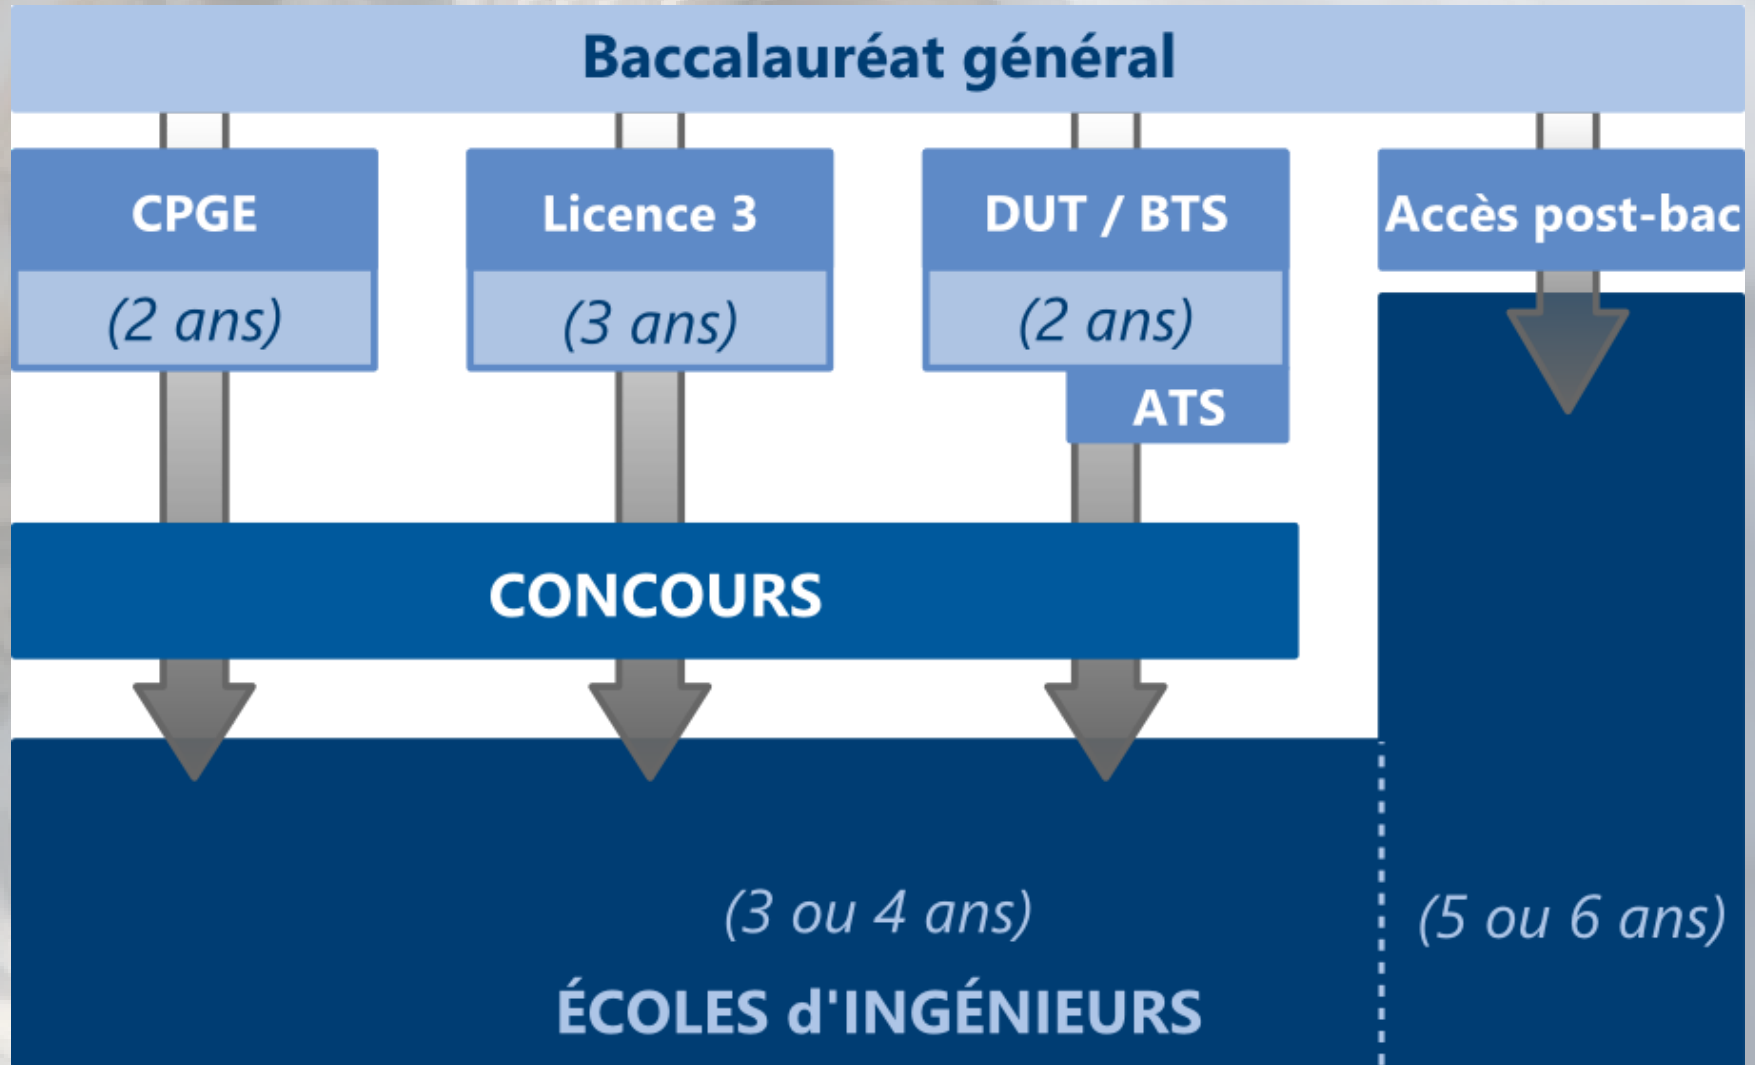 Baccalauréat général
CPGE
(2 ans)
Licence 3
(3 ans)
DUT / BTS
(2 ans)
ATS
Accès post-bac
CONCOURS
(3 ou 4 ans)
(5 ou 6 ans)
ÉCOLES d'INGÉNIEURS